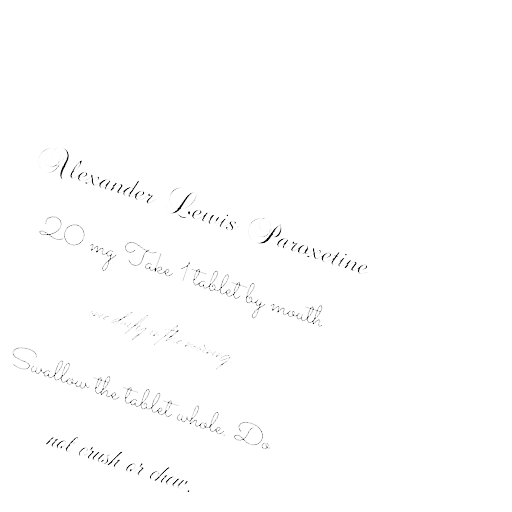 Alexander Lewis Paroxetine
20 mg Take 1 tablet by mouth
Swallow the tablet whole. Do
not crush or chew.